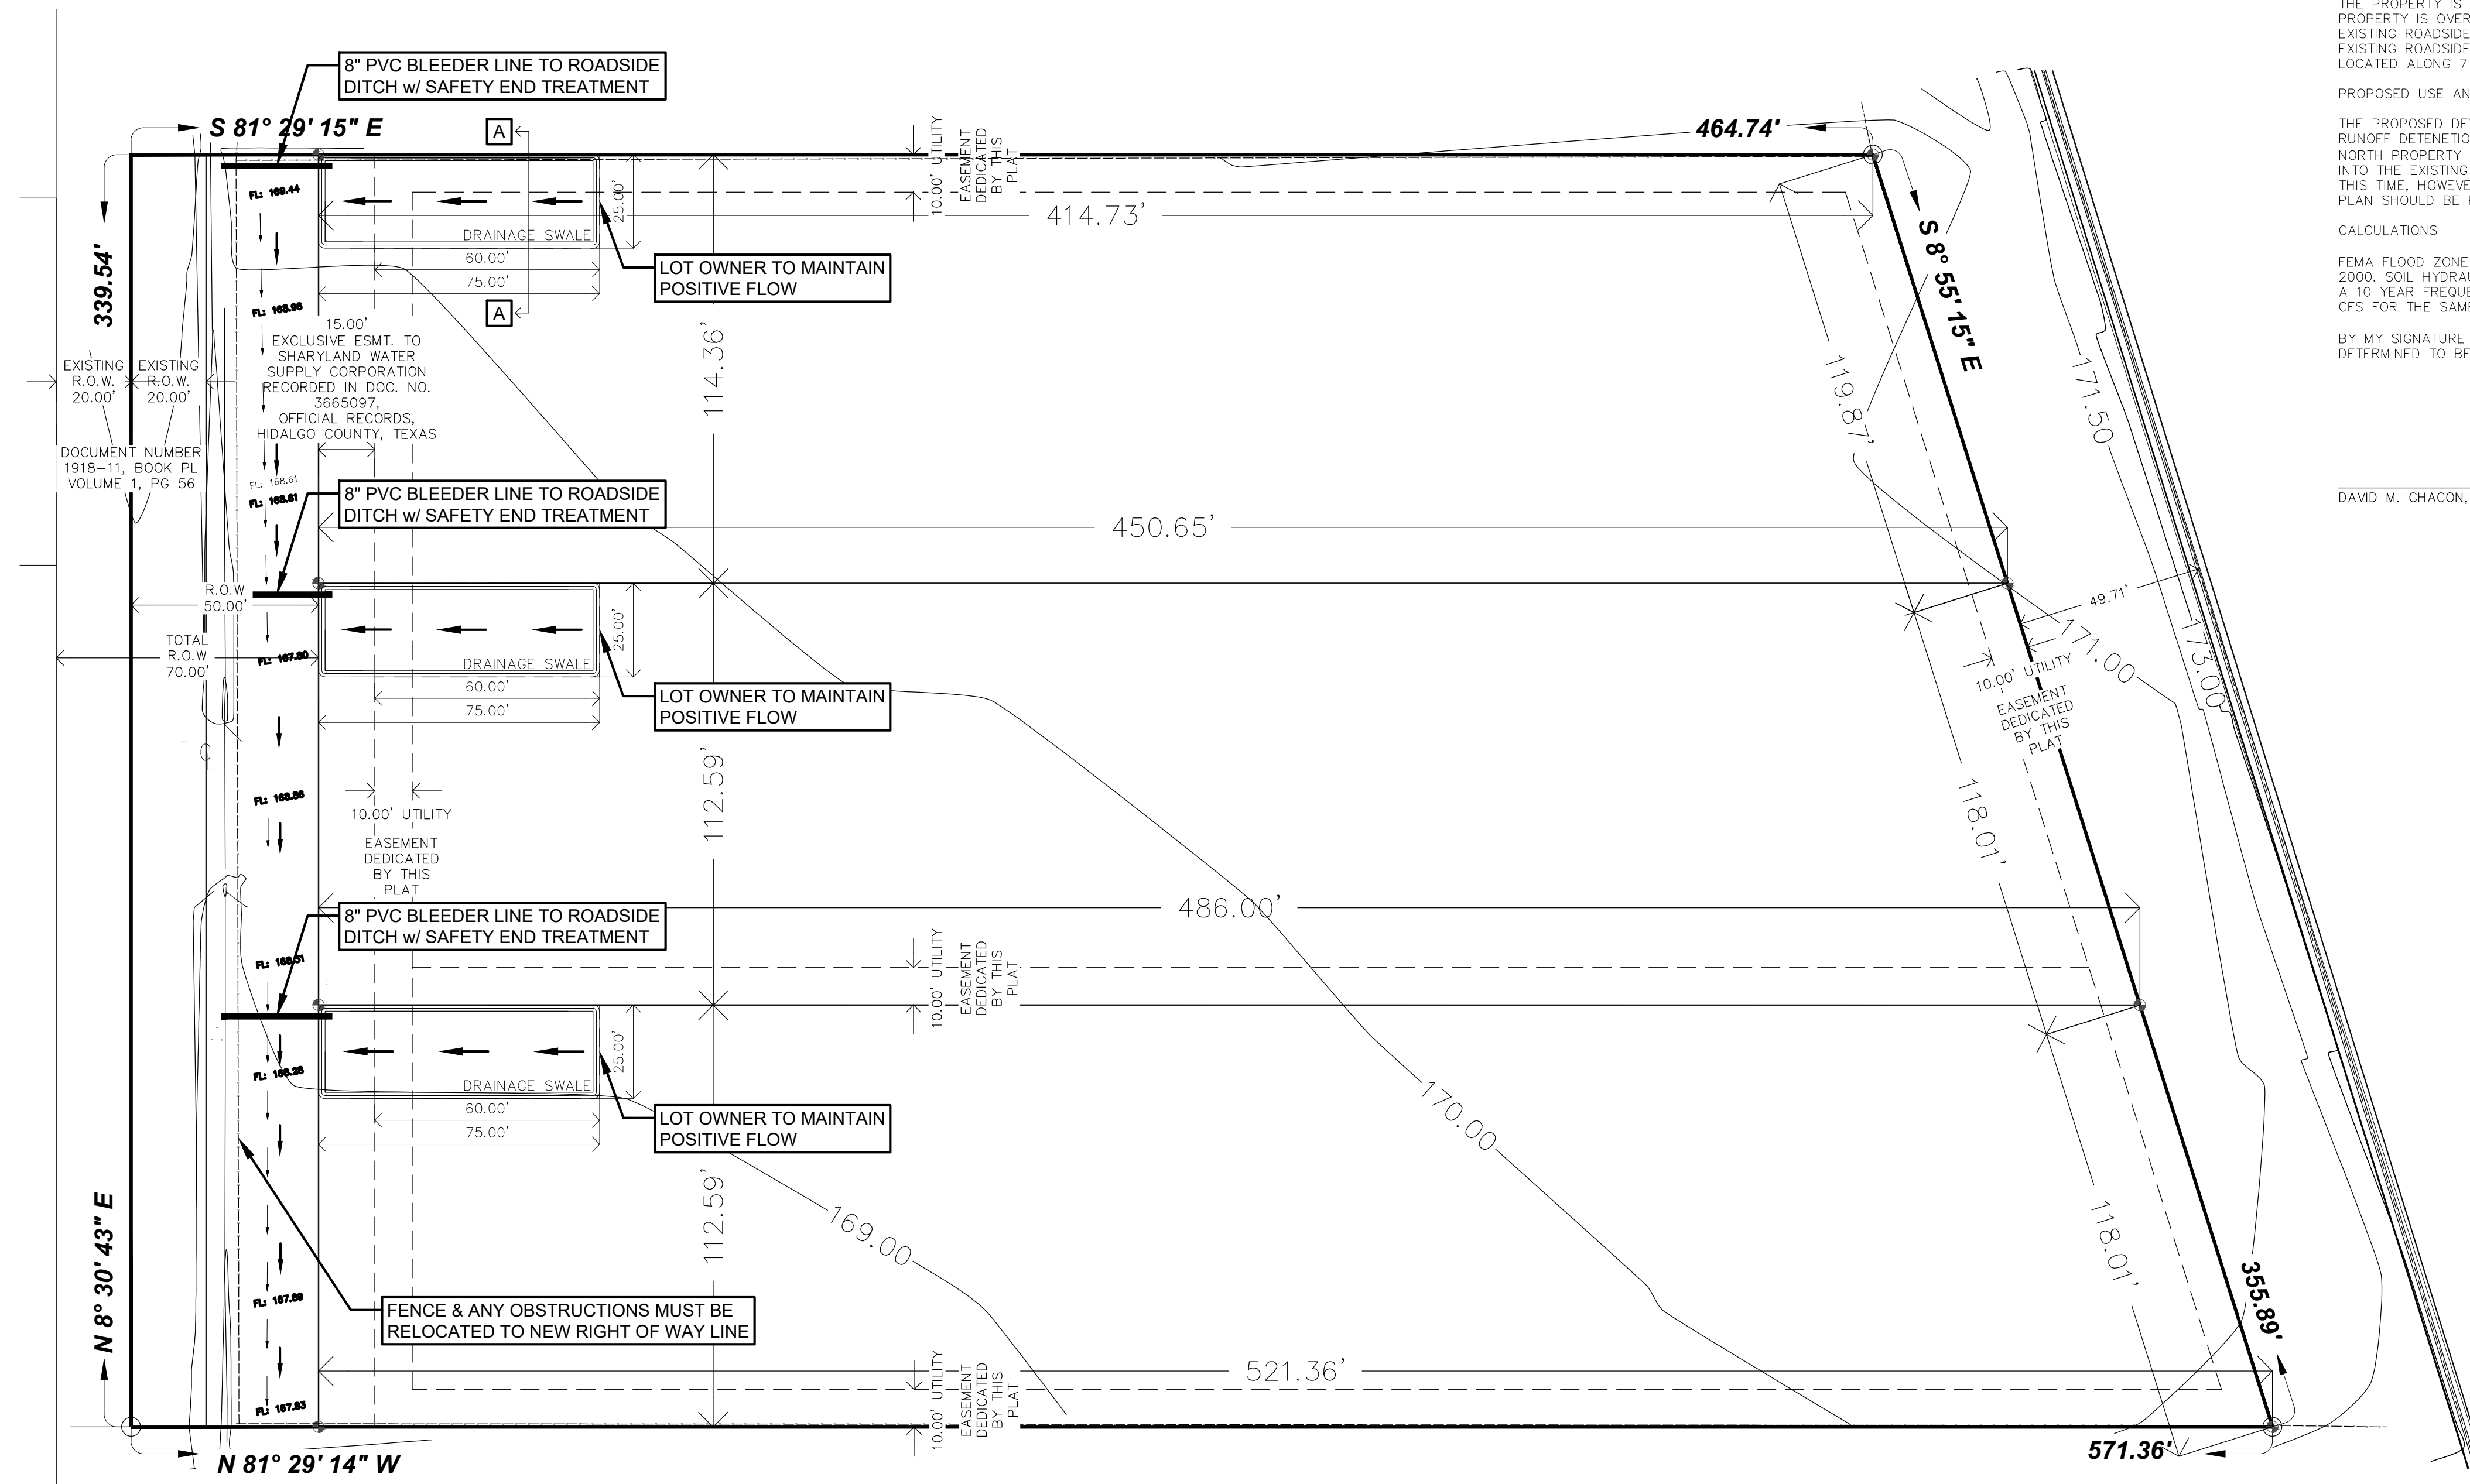 THE PROPERTY IS
PROPERTY IS OVER
EXISTING ROADSIDE
EXISTING ROADSIDE
LOCATED ALONG 7
PROPOSED USE AN
THE PROPOSED DE
RUNOFF DETENETIO
NORTH PROPERTY
INTO THE EXISTING
THIS TIME, HOWEVE
PLAN SHOULD BE
CALCULATIONS
FEMA FLOOD ZONE
2000. SOIL HYDRAU
A 10 YEAR FREQUE
CFS FOR THE SAME
BY MY SIGNATURE
DETERMINED TO BE
DAVID M. CHACON,
8" PVC BLEEDER LINE TO ROADSIDE
DITCH w/ SAFETY END TREATMENT
S 81° 29' 15" E
A
464.74'
10.00' UTILITY
EASEMENT
DEDICATED
BY THIS
PLAT
FL: 169.44
25.00'
414.73'
DRAINAGE SWALE
60.00'
75.00'
LOT OWNER TO MAINTAIN
POSITIVE FLOW
S 8° 55' 15" E
339.54'
FL: 168.96
A
15.00'
EXCLUSIVE ESMT. TO
SHARYLAND WATER
SUPPLY CORPORATION
RECORDED IN DOC. NO.
3665097,
OFFICIAL RECORDS,
HIDALGO COUNTY, TEXAS
EXISTING
R.O.W.
20.00'
EXISTING
R.O.W.
20.00'
114.36'
119.87'
171.50
DOCUMENT NUMBER
1918-11, BOOK PL
VOLUME 1, PG 56
FL: 168.61
FL: 168.61
8" PVC BLEEDER LINE TO ROADSIDE
DITCH w/ SAFETY END TREATMENT
450.65'
R.O.W
50.00'
49.71'
TOTAL
R.O.W
70.00'
FL: 167.80
25.00'
DRAINAGE SWALE
60.00'
75.00'
LOT OWNER TO MAINTAIN
POSITIVE FLOW
171.00
173.00
10.00' UTILITY
EASEMENT
DEDICATED
BY THIS
PLAT
CL
FL: 168.86
112.59'
118.01'
10.00' UTILITY
EASEMENT
DEDICATED
BY THIS
PLAT
8" PVC BLEEDER LINE TO ROADSIDE
DITCH w/ SAFETY END TREATMENT
486.00'
FL: 168.31
10.00' UTILITY
EASEMENT
DEDICATED
BY THIS
PLAT
FL: 168.28
25.00'
DRAINAGE SWALE
60.00'
75.00'
LOT OWNER TO MAINTAIN
POSITIVE FLOW
170.00
112.59'
169.00
118.01'
N 8° 30' 43" E
FL: 167.89
FENCE & ANY OBSTRUCTIONS MUST BE
RELOCATED TO NEW RIGHT OF WAY LINE
355.89'
521.36'
10.00' UTILITY
EASEMENT
DEDICATED
BY THIS
PLAT
FL: 167.83
N 81° 29' 14" W
571.36'